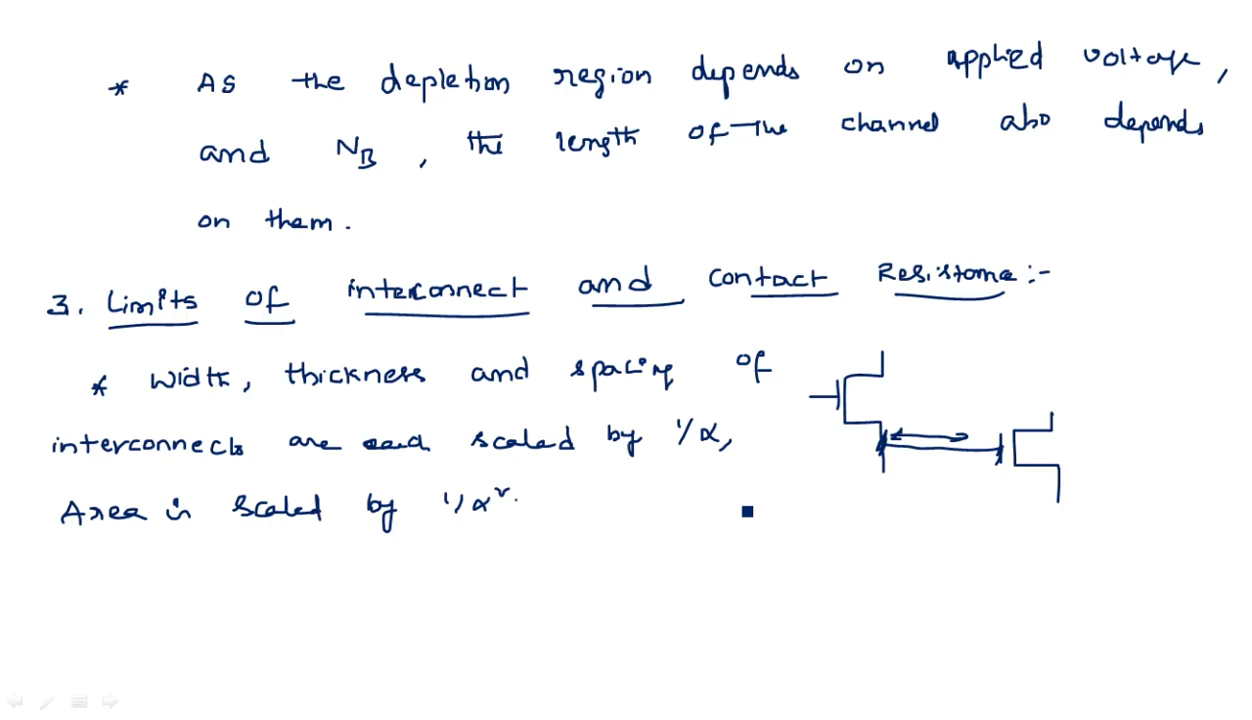 * As the depletion region depends on applied voltage,
and N_B, the length of the channel also depends
on them.
3. Limits of interconnect and contact Resistance :-
* width, thickness and spacing of
interconnects are each scaled by 1/α,
Area is scaled by 1/α².